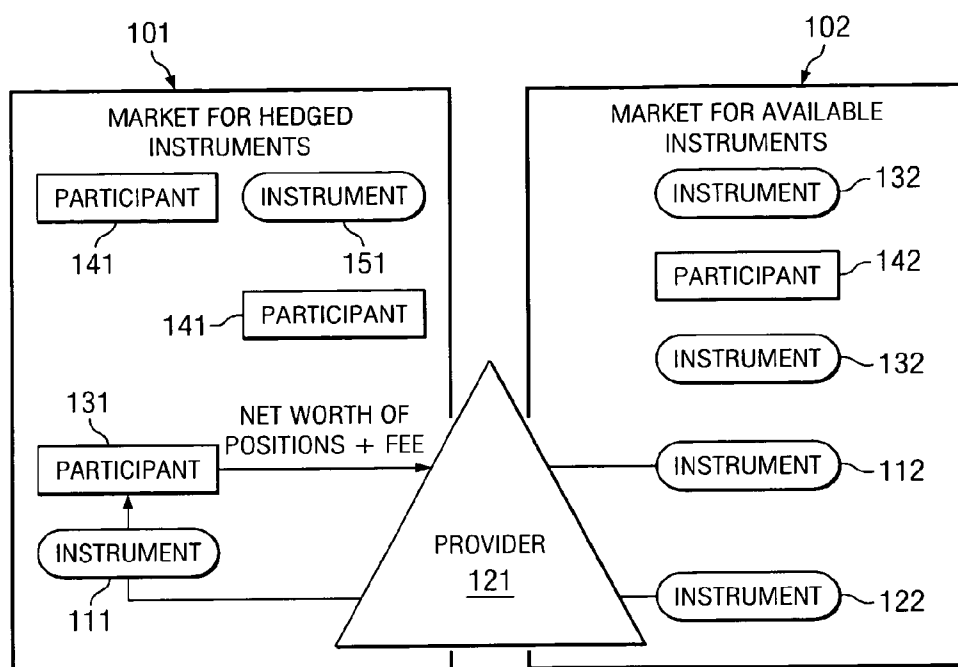 101
102
MARKET FOR HEDGED
INSTRUMENTS
MARKET FOR AVAILABLE
INSTRUMENTS
PARTICIPANT
INSTRUMENT
141
151
141
PARTICIPANT
INSTRUMENT
132
PARTICIPANT
142
INSTRUMENT
132
131
NET WORTH OF
POSITIONS + FEE
PARTICIPANT
INSTRUMENT
111
PROVIDER
121
INSTRUMENT
112
INSTRUMENT
122